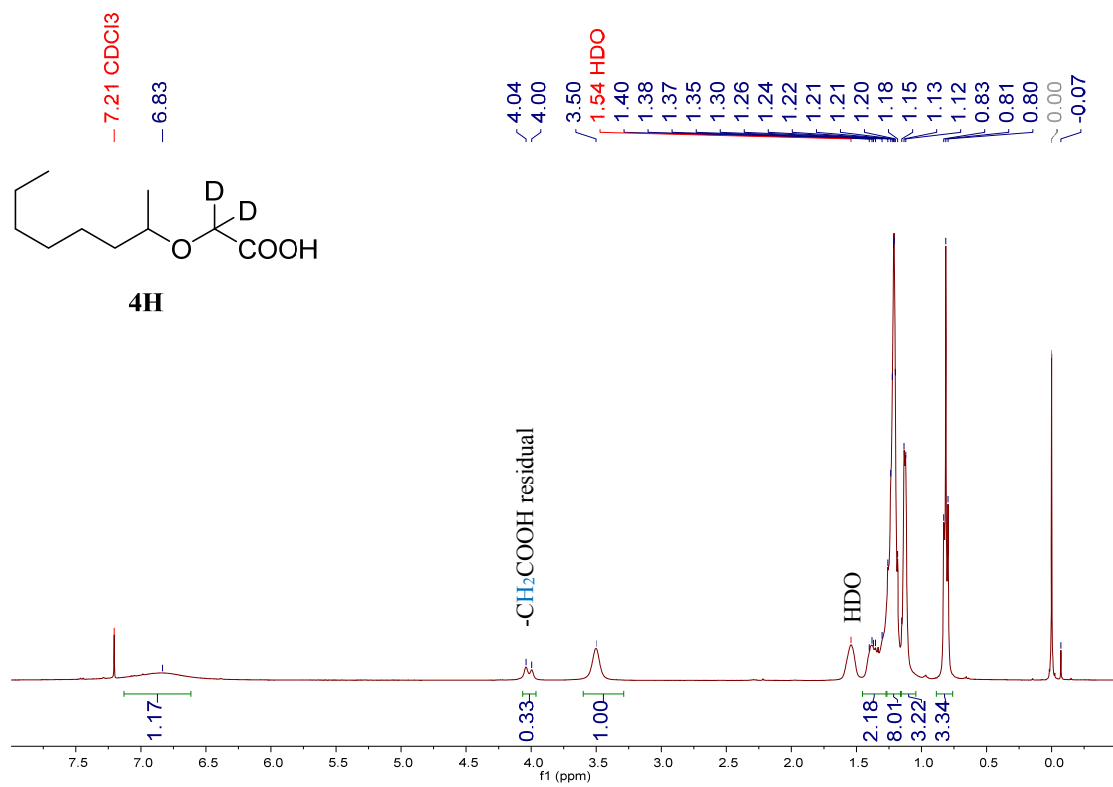 7.21 CDCl3
6.83
4.04
4.00
3.50
1.54 HDO
1.40
1.38
1.37
1.35
1.30
1.26
1.24
1.22
1.21
1.21
1.20
1.18
1.15
1.13
1.12
0.83
0.81
0.80
0.00
-0.07
D
D
O
COOH
4H
-CH₂COOH residual
HDO
1.17
0.33
1.00
2.18
8.01
3.22
3.34
7.5 7.0 6.5 6.0 5.5 5.0 4.5 4.0 3.5 3.0 2.5 2.0 1.5 1.0 0.5 0.0
f1 (ppm)